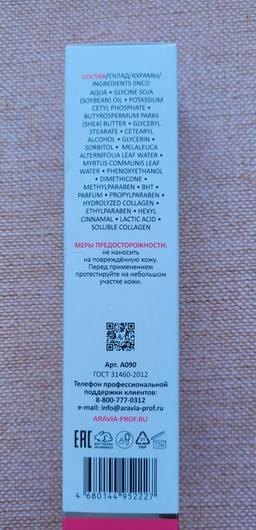 СОСТАВ/СКЛАД/ҚҰРАМЫ/
INGREDIENTS (INCI):
AQUA • GLYCINE SOJA
(SOYBEAN) OIL • POTASSIUM
CETYL PHOSPHATE •
BUTYROSPERMUM PARKII
(SHEA) BUTTER • GLYCERYL
STEARATE • CETEARYL
ALCOHOL • GLYCERIN •
SORBITOL • MELALEUCA
ALTERNIFOLIA LEAF WATER •
MYRTUS COMMUNIS LEAF
WATER • PHENOXYETHANOL
• DIMETHICONE •
METHYLPARABEN • BHT •
PARFUM • PROPYLPARABEN •
HYDROLYZED COLLAGEN •
ETHYLPARABEN • HEXYL
CINNAMAL • LACTIC ACID •
SOLUBLE COLLAGEN
МЕРЫ ПРЕДОСТОРОЖНОСТИ:
не наносить
на повреждённую кожу.
Перед применением
протестируйте на небольшом
участке кожи.
Арт. А090
ГОСТ 31460-2012
Телефон профессиональной
поддержки клиентов:
8-800-777-0312
e-mail: info@aravia-prof.ru
ARAVIA-PROF.RU
EAC
PAP
12M
4 680144 952227